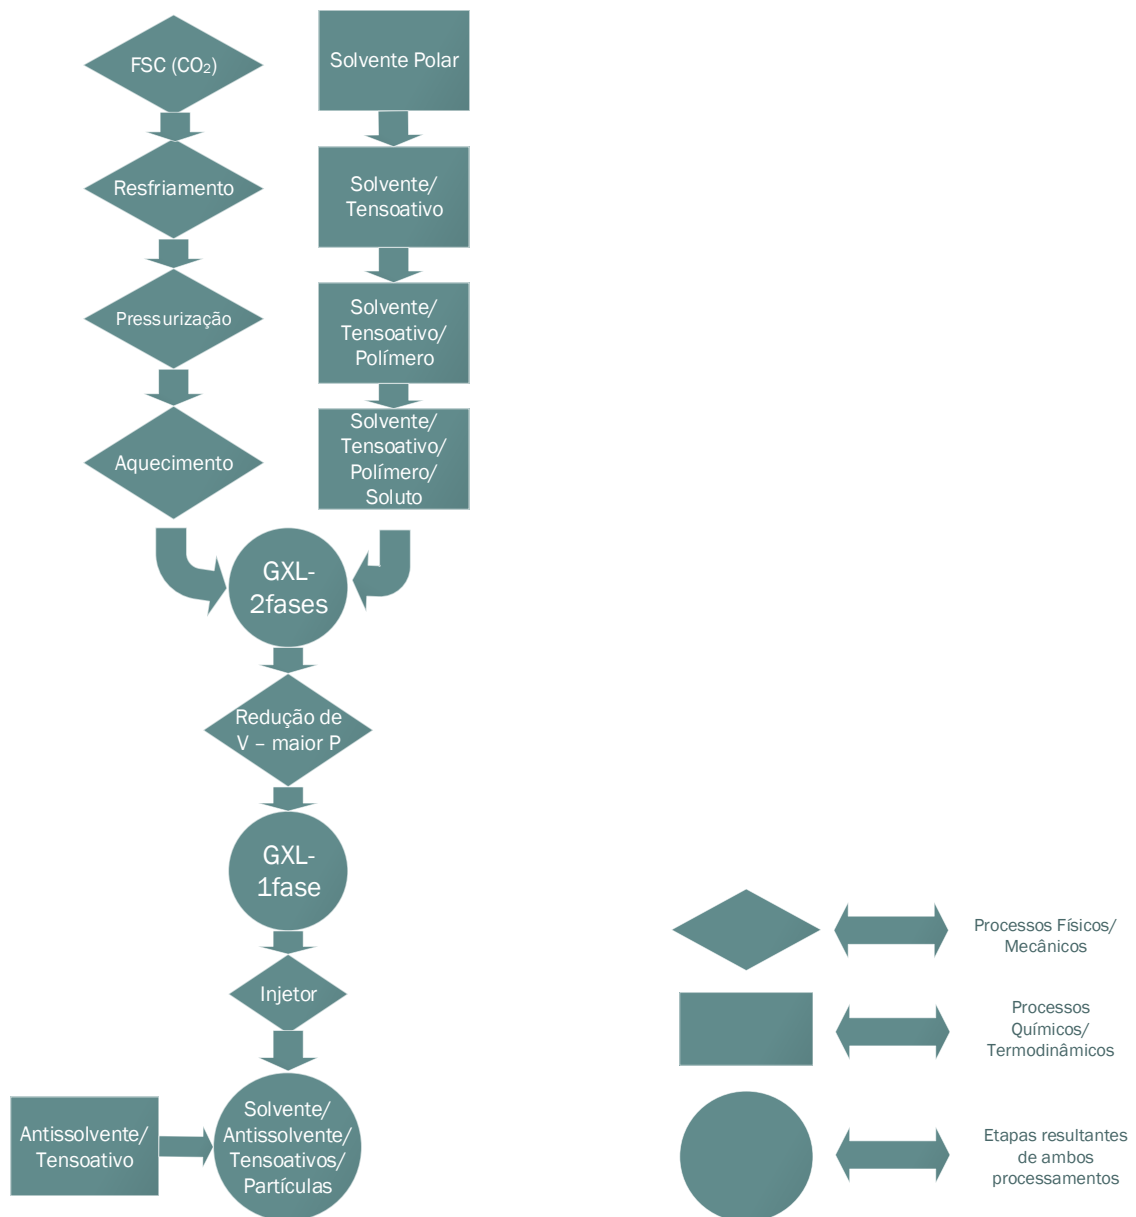 FSC (CO₂)
Resfriamento
Pressurização
Aquecimento
Solvente Polar
Solvente/
Tensoativo
Solvente/
Tensoativo/
Polímero
Solvente/
Tensoativo/
Polímero/
Soluto
GXL-
2fases
Redução de
V – maior P
GXL-
1fase
Injetor
Antissolvente/
Tensoativo
Solvente/
Antissolvente/
Tensoativos/
Partículas
Processos Físicos/
Mecânicos
Processos
Químicos/
Termodinâmicos
Etapas resultantes
de ambos
processamentos